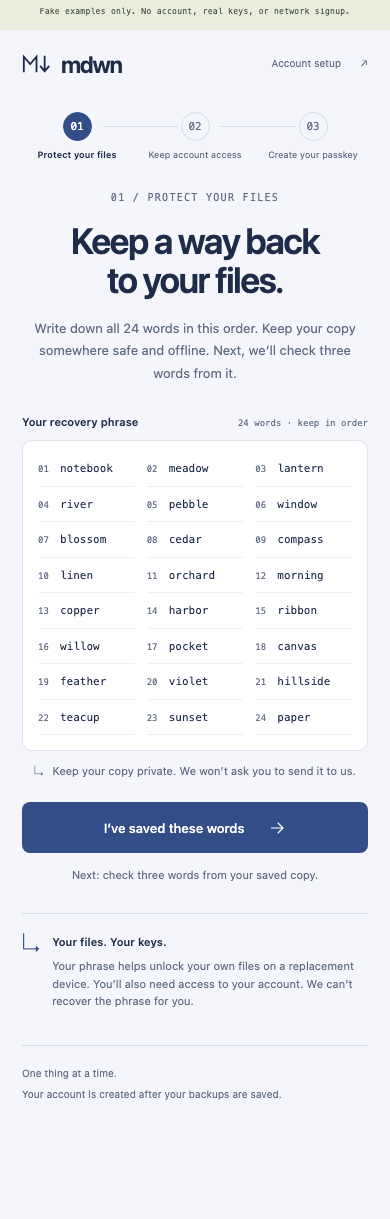 Fake examples only. No account, real keys, or network signup.
M↓ mdwn
Account setup ↗
01 02 03
Protect your files Keep account access Create your passkey
01 / PROTECT YOUR FILES
Keep a way back
to your files.
Write down all 24 words in this order. Keep your copy
somewhere safe and offline. Next, we’ll check three
words from it.
Your recovery phrase 24 words · keep in order
01 notebook 02 meadow 03 lantern
04 river 05 pebble 06 window
07 blossom 08 cedar 09 compass
10 linen 11 orchard 12 morning
13 copper 14 harbor 15 ribbon
16 willow 17 pocket 18 canvas
19 feather 20 violet 21 hillside
22 teacup 23 sunset 24 paper
Keep your copy private. We won’t ask you to send it to us.
I’ve saved these words →
Next: check three words from your saved copy.
Your files. Your keys.
Your phrase helps unlock your own files on a replacement
device. You’ll also need access to your account. We can’t
recover the phrase for you.
One thing at a time.
Your account is created after your backups are saved.